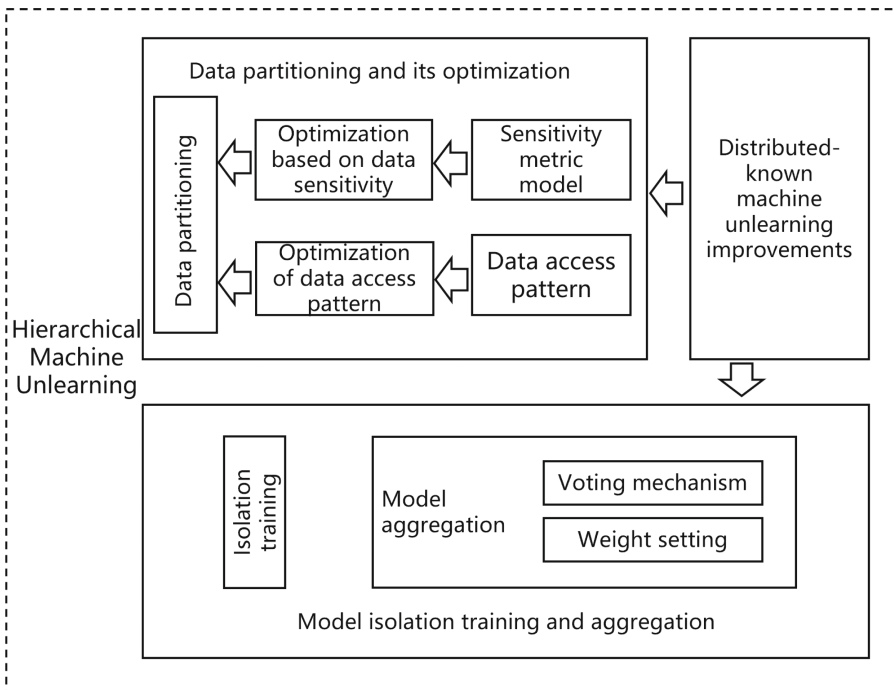 Data partitioning and its optimization
Data partitioning
Optimization
based on data
sensitivity
Sensitivity
metric
model
Optimization
of data access
pattern
Data access
pattern
Distributed-
known
machine
unlearning
improvements
Hierarchical
Machine
Unlearning
Isolation
training
Model
aggregation
Voting mechanism
Weight setting
Model isolation training and aggregation